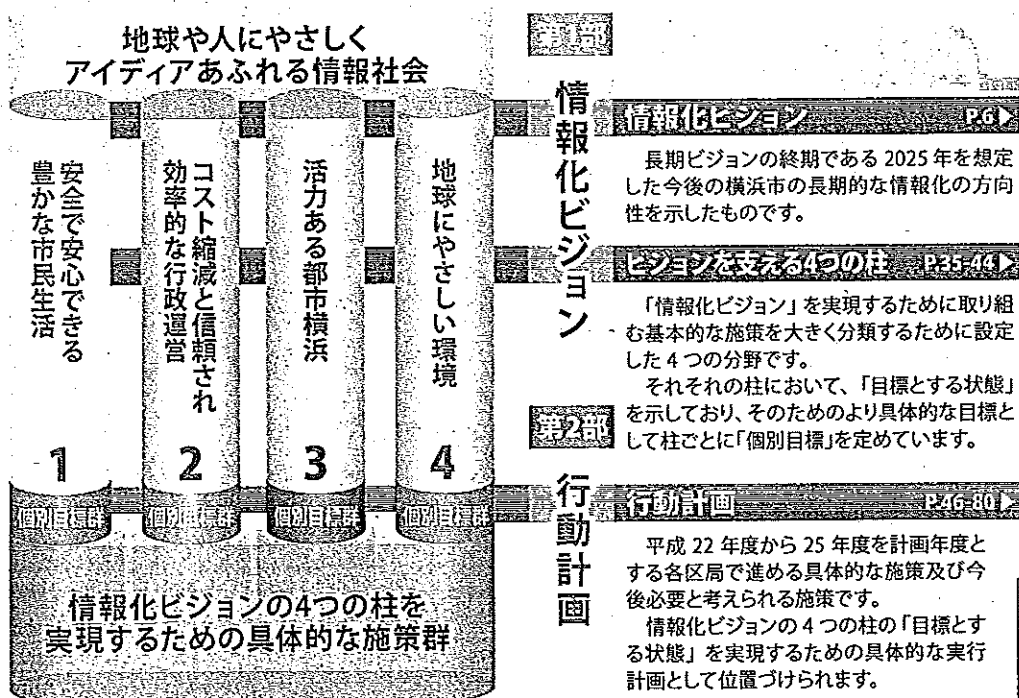 地球や人にやさしく
アイディアあふれる情報社会
安全で安心できる
豊かな市民生活
1
個別目標群
コスト縮減と信頼され
効率的な行政運営
2
個別目標群
活力ある都市横浜
3
個別目標群
地球にやさしい環境
4
個別目標群
情報化ビジョンの4つの柱を
実現するための具体的な施策群
第1部
情報化ビジョン
情報化ビジョン P.6▶
長期ビジョンの終期である 2025 年を想定
した今後の横浜市の長期的な情報化の方向
性を示したものです。
ビジョンを支える4つの柱 P.35-44▶
「情報化ビジョン」を実現するために取り組
む基本的な施策を大きく分類するために設定
した 4 つの分野です。
それそれの柱において、「目標とする状態」
を示しており、そのためのより具体的な目標と
して柱ごとに「個別目標」を定めています。
第2部
行動計画
行動計画 P.46-80▶
平成 22 年度から 25 年度を計画年度と
する各区局で進める具体的な施策及び今
後必要と考えられる施策です。
情報化ビジョンの 4 つの柱の「目標とす
る状態」を実現するための具体的な実行
計画として位置づけられます。